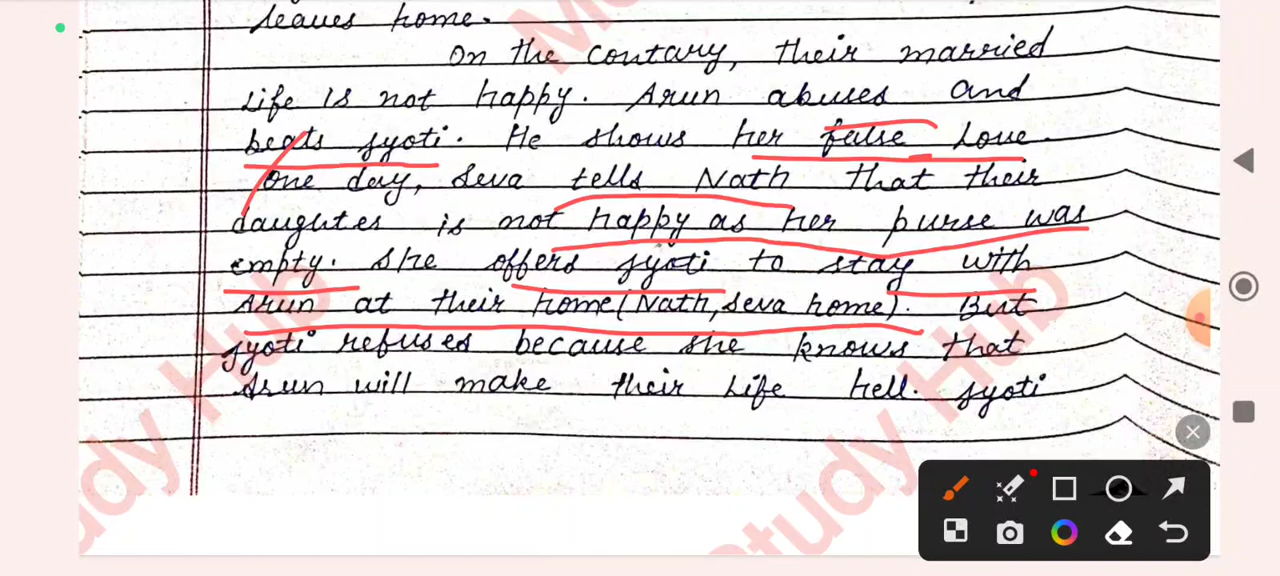 leaves home.
On the contary, their married
life is not happy. Arun abuses and
beats Jyoti. He shows her false Love.
One day, Seva tells Nath that their
daughter is not happy as her purse was
empty. She offers Jyoti to stay with
Arun at their home (Nath, Seva home). But
Jyoti refuses because she knows that
Arun will make their life hell. Jyoti
Study Hub